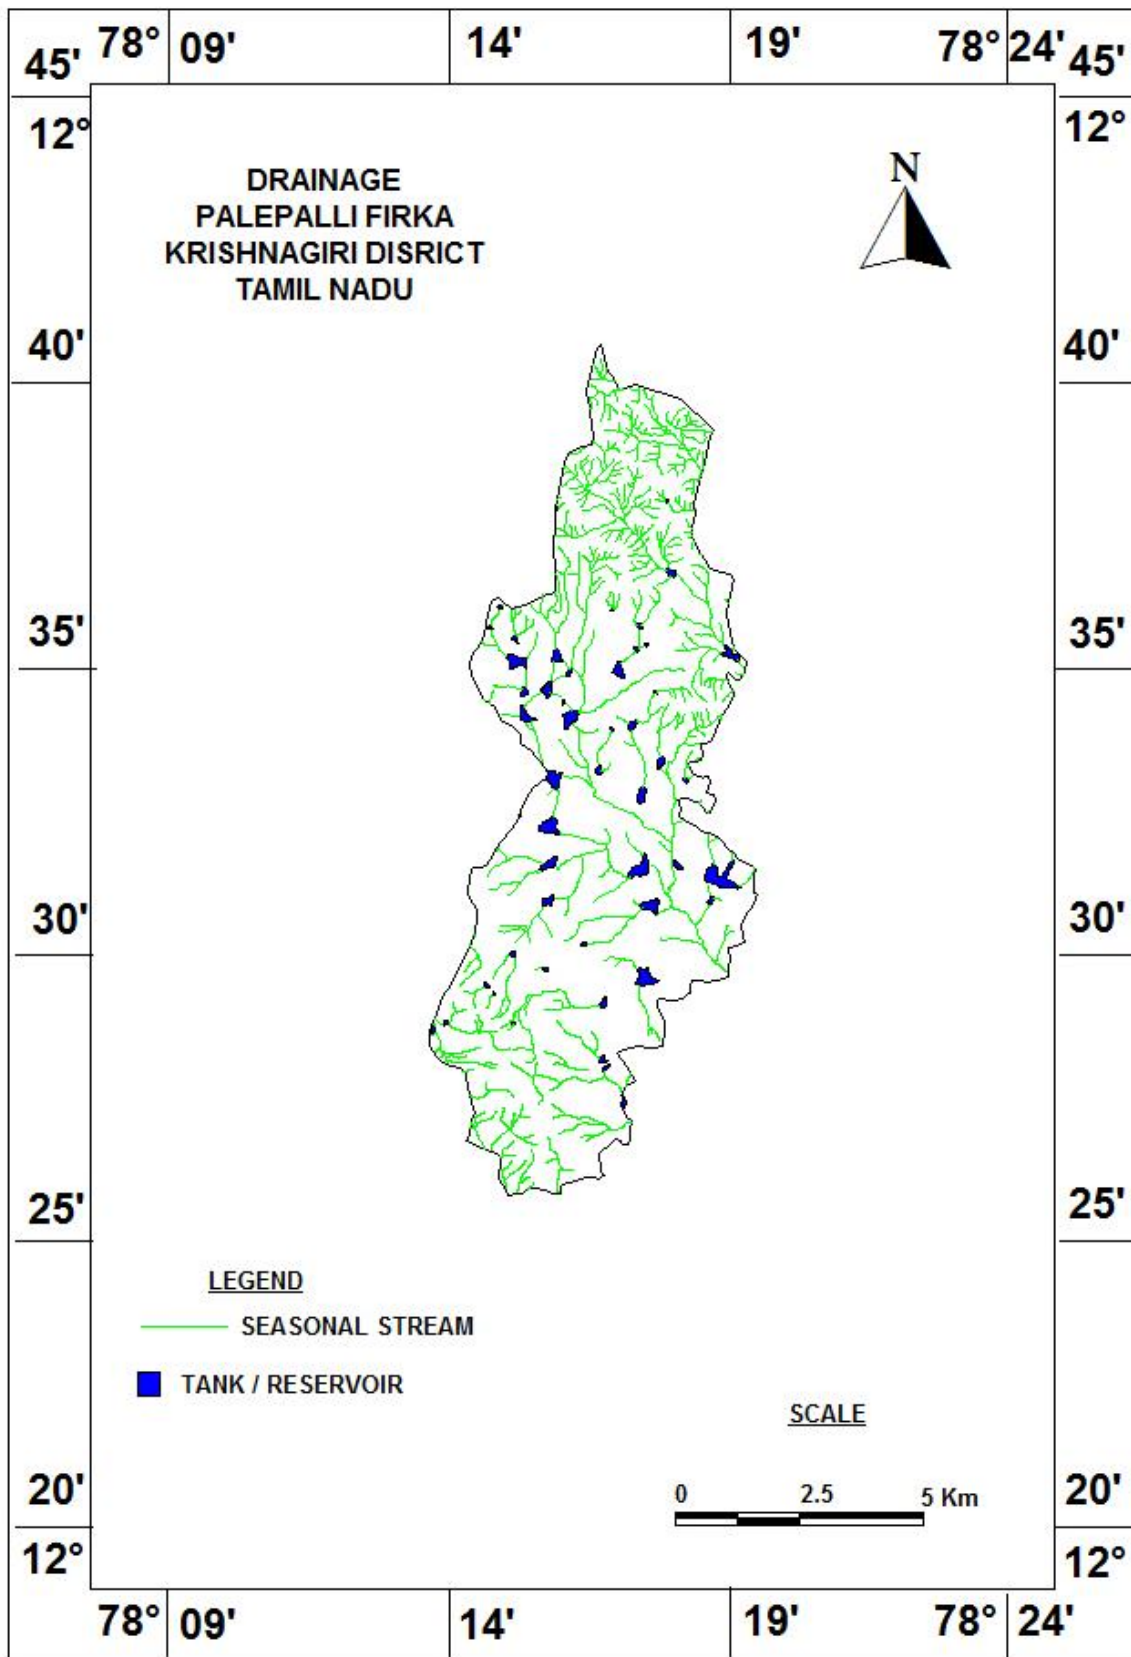 78° 09' 14' 19' 78° 24'
45' 45'
12° 12°
N
DRAINAGE
PALEPALLI FIRKA
KRISHNAGIRI DISRICT
TAMIL NADU
40' 40'
35' 35'
30' 30'
25' 25'
LEGEND
SEASONAL STREAM
TANK / RESERVOIR
SCALE
0 2.5 5 Km
20' 20'
12° 12°
78° 09' 14' 19' 78° 24'